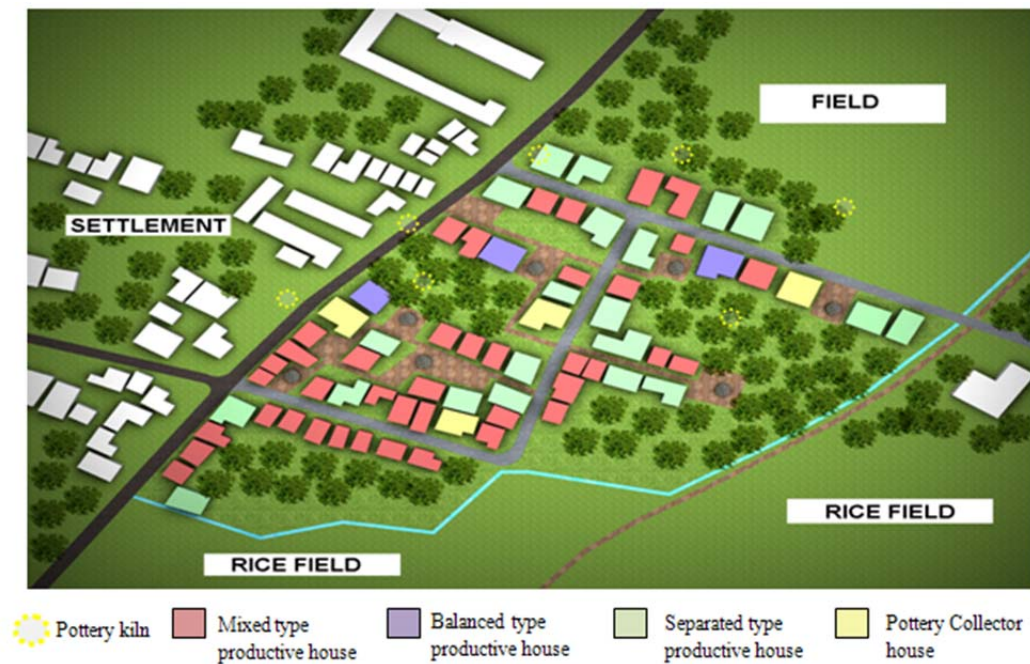 FIELD
SETTLEMENT
RICE FIELD
RICE FIELD
Pottery kiln
Mixed type
productive house
Balanced type
productive house
Separated type
productive house
Pottery Collector
house